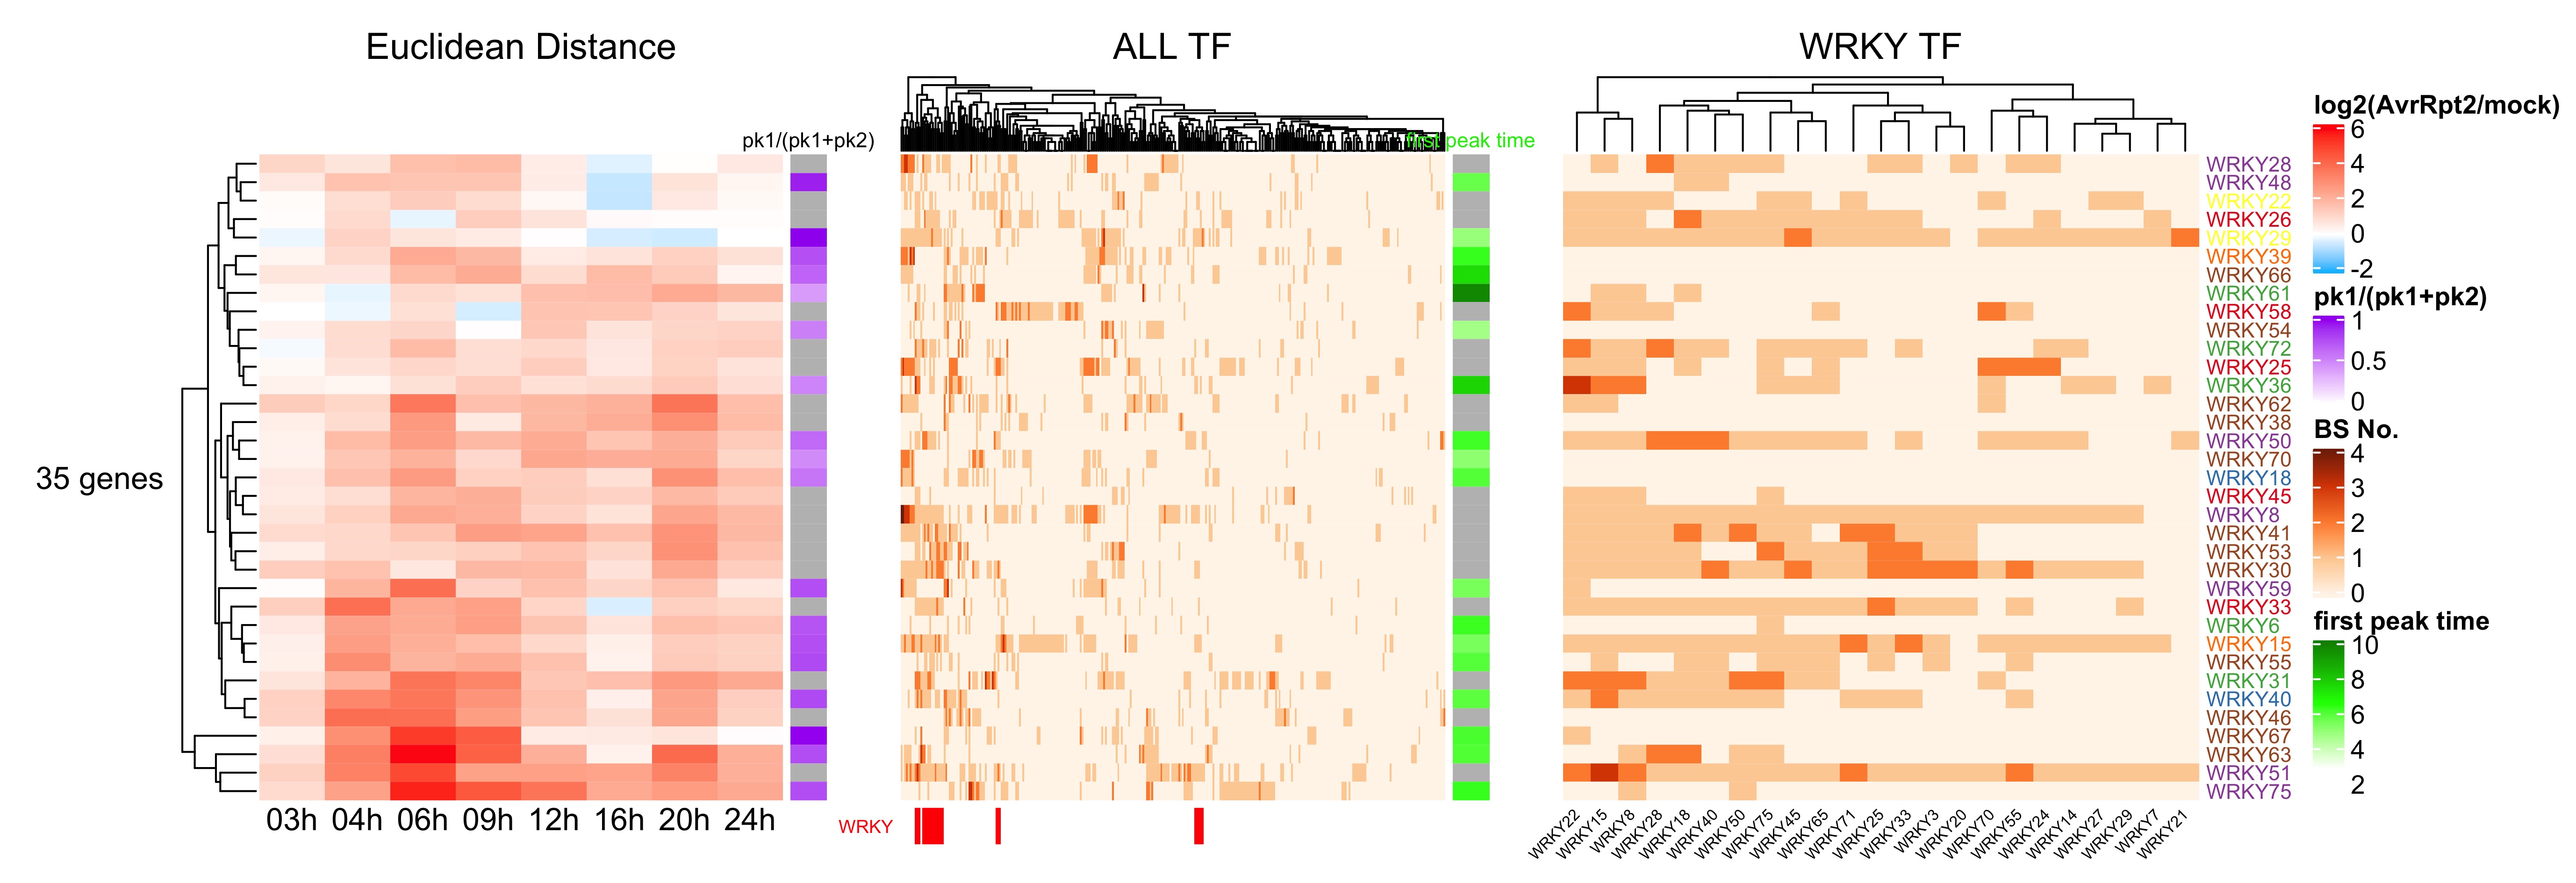 Euclidean Distance
ALL TF
WRKY TF
pk1/(pk1+pk2)
first peak time
35 genes
03h 04h 06h 09h 12h 16h 20h 24h
WRKY
WRKY28
WRKY48
WRKY22
WRKY26
WRKY29
WRKY39
WRKY66
WRKY61
WRKY58
WRKY54
WRKY72
WRKY25
WRKY36
WRKY62
WRKY38
WRKY50
WRKY70
WRKY18
WRKY45
WRKY8
WRKY41
WRKY53
WRKY30
WRKY59
WRKY33
WRKY6
WRKY15
WRKY55
WRKY31
WRKY40
WRKY46
WRKY67
WRKY63
WRKY51
WRKY75
WRKY22 WRKY15 WRKY8 WRKY28 WRKY18 WRKY40 WRKY50 WRKY75 WRKY45 WRKY65 WRKY71 WRKY25 WRKY33 WRKY3 WRKY20 WRKY70 WRKY55 WRKY24 WRKY14 WRKY27 WRKY29 WRKY7 WRKY21
log2(AvrRpt2/mock)
6
4
2
0
-2
pk1/(pk1+pk2)
1
0.5
0
BS No.
4
3
2
1
0
first peak time
10
8
6
4
2